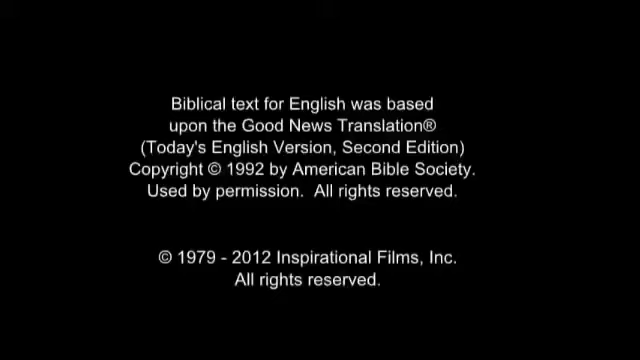 Biblical text for English was based
upon the Good News Translation®
(Today's English Version, Second Edition)
Copyright © 1992 by American Bible Society.
Used by permission.  All rights reserved.
© 1979 - 2012 Inspirational Films, Inc.
All rights reserved.